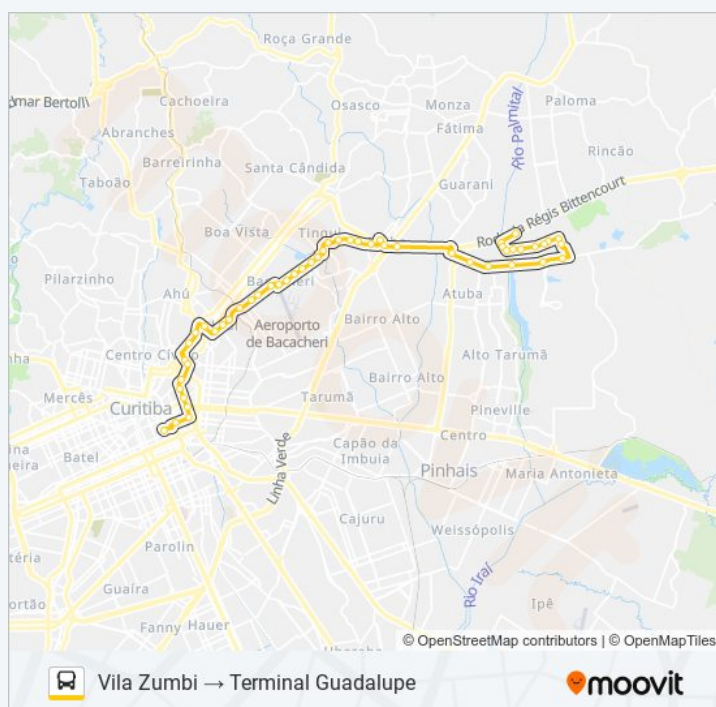 Roça Grande
omar Bertolli
Cachoeira
Osasco
Monza
Paloma
Abranches
Fátima
Rio Palmital
Barreirinha
Rincão
Taboão
Santa Cândida
Guarani
Rodovia Régis Bittencourt
Boa Vista
Tingui
Pilarzinho
Bacacheri
Ahú
Atuba
Aeroporto
de Bacacheri
Bairro Alto
Centro Cívico
Alto Tarumã
Mercês
Bairro Alto
Tarumã
Curitiba
Pineville
Centro
Batel
Capão da
Imbuia
Linha Verde
Pinhais
Maria Antonieta
Cajuru
Weissópolis
Parolin
Rio Iraí
Guaíra
Ipê
Fanny
Hauer
© OpenStreetMap contributors | © OpenMapTiles
Vila Zumbi → Terminal Guadalupe
moovit